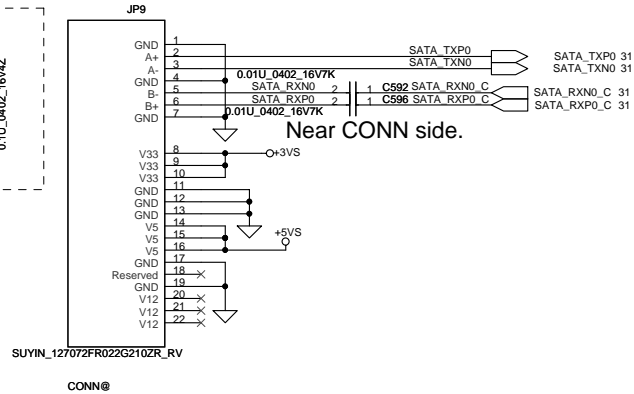 JP9
0.1U_0402_16V4Z
GND 1
A+ 2 SATA_TXP0 SATA_TXP0 31
A- 3 SATA_TXN0 SATA_TXN0 31
GND 4 0.01U_0402_16V7K
B- 5 SATA_RXN0 2 1 C592 SATA_RXN0_C SATA_RXN0_C 31
B+ 6 SATA_RXP0 2 1 C596 SATA_RXP0_C SATA_RXP0_C 31
GND 7 0.01U_0402_16V7K
Near CONN side.
V33 8 +3VS
V33 9
V33 10
GND 11
GND 12
GND 13
V5 14
V5 15 +5VS
V5 16
GND 17
Reserved 18
GND 19
V12 20
V12 21
V12 22
SUYIN_127072FR022G210ZR_RV
CONN@